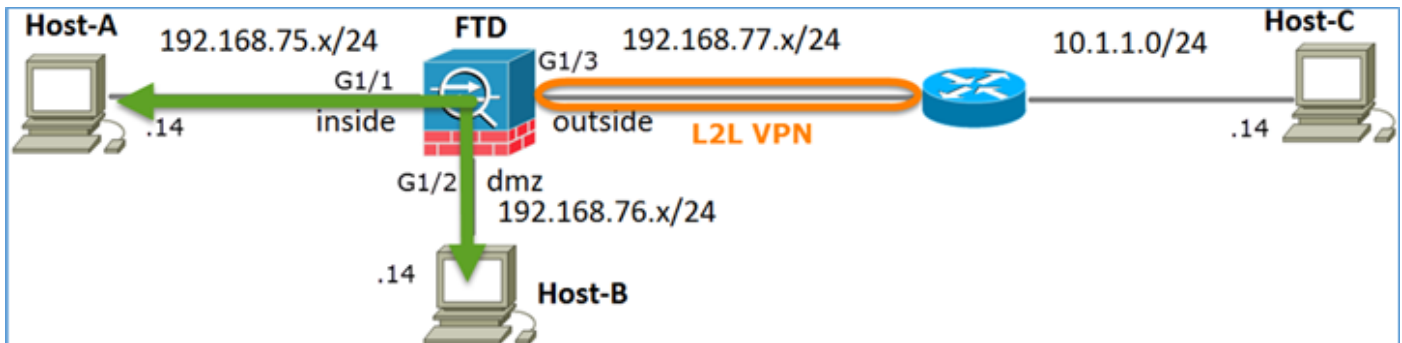 Host-A
192.168.75.x/24
FTD
192.168.77.x/24
10.1.1.0/24
Host-C
G1/1
G1/3
.14
inside
outside
L2L VPN
.14
G1/2
dmz
192.168.76.x/24
.14
Host-B